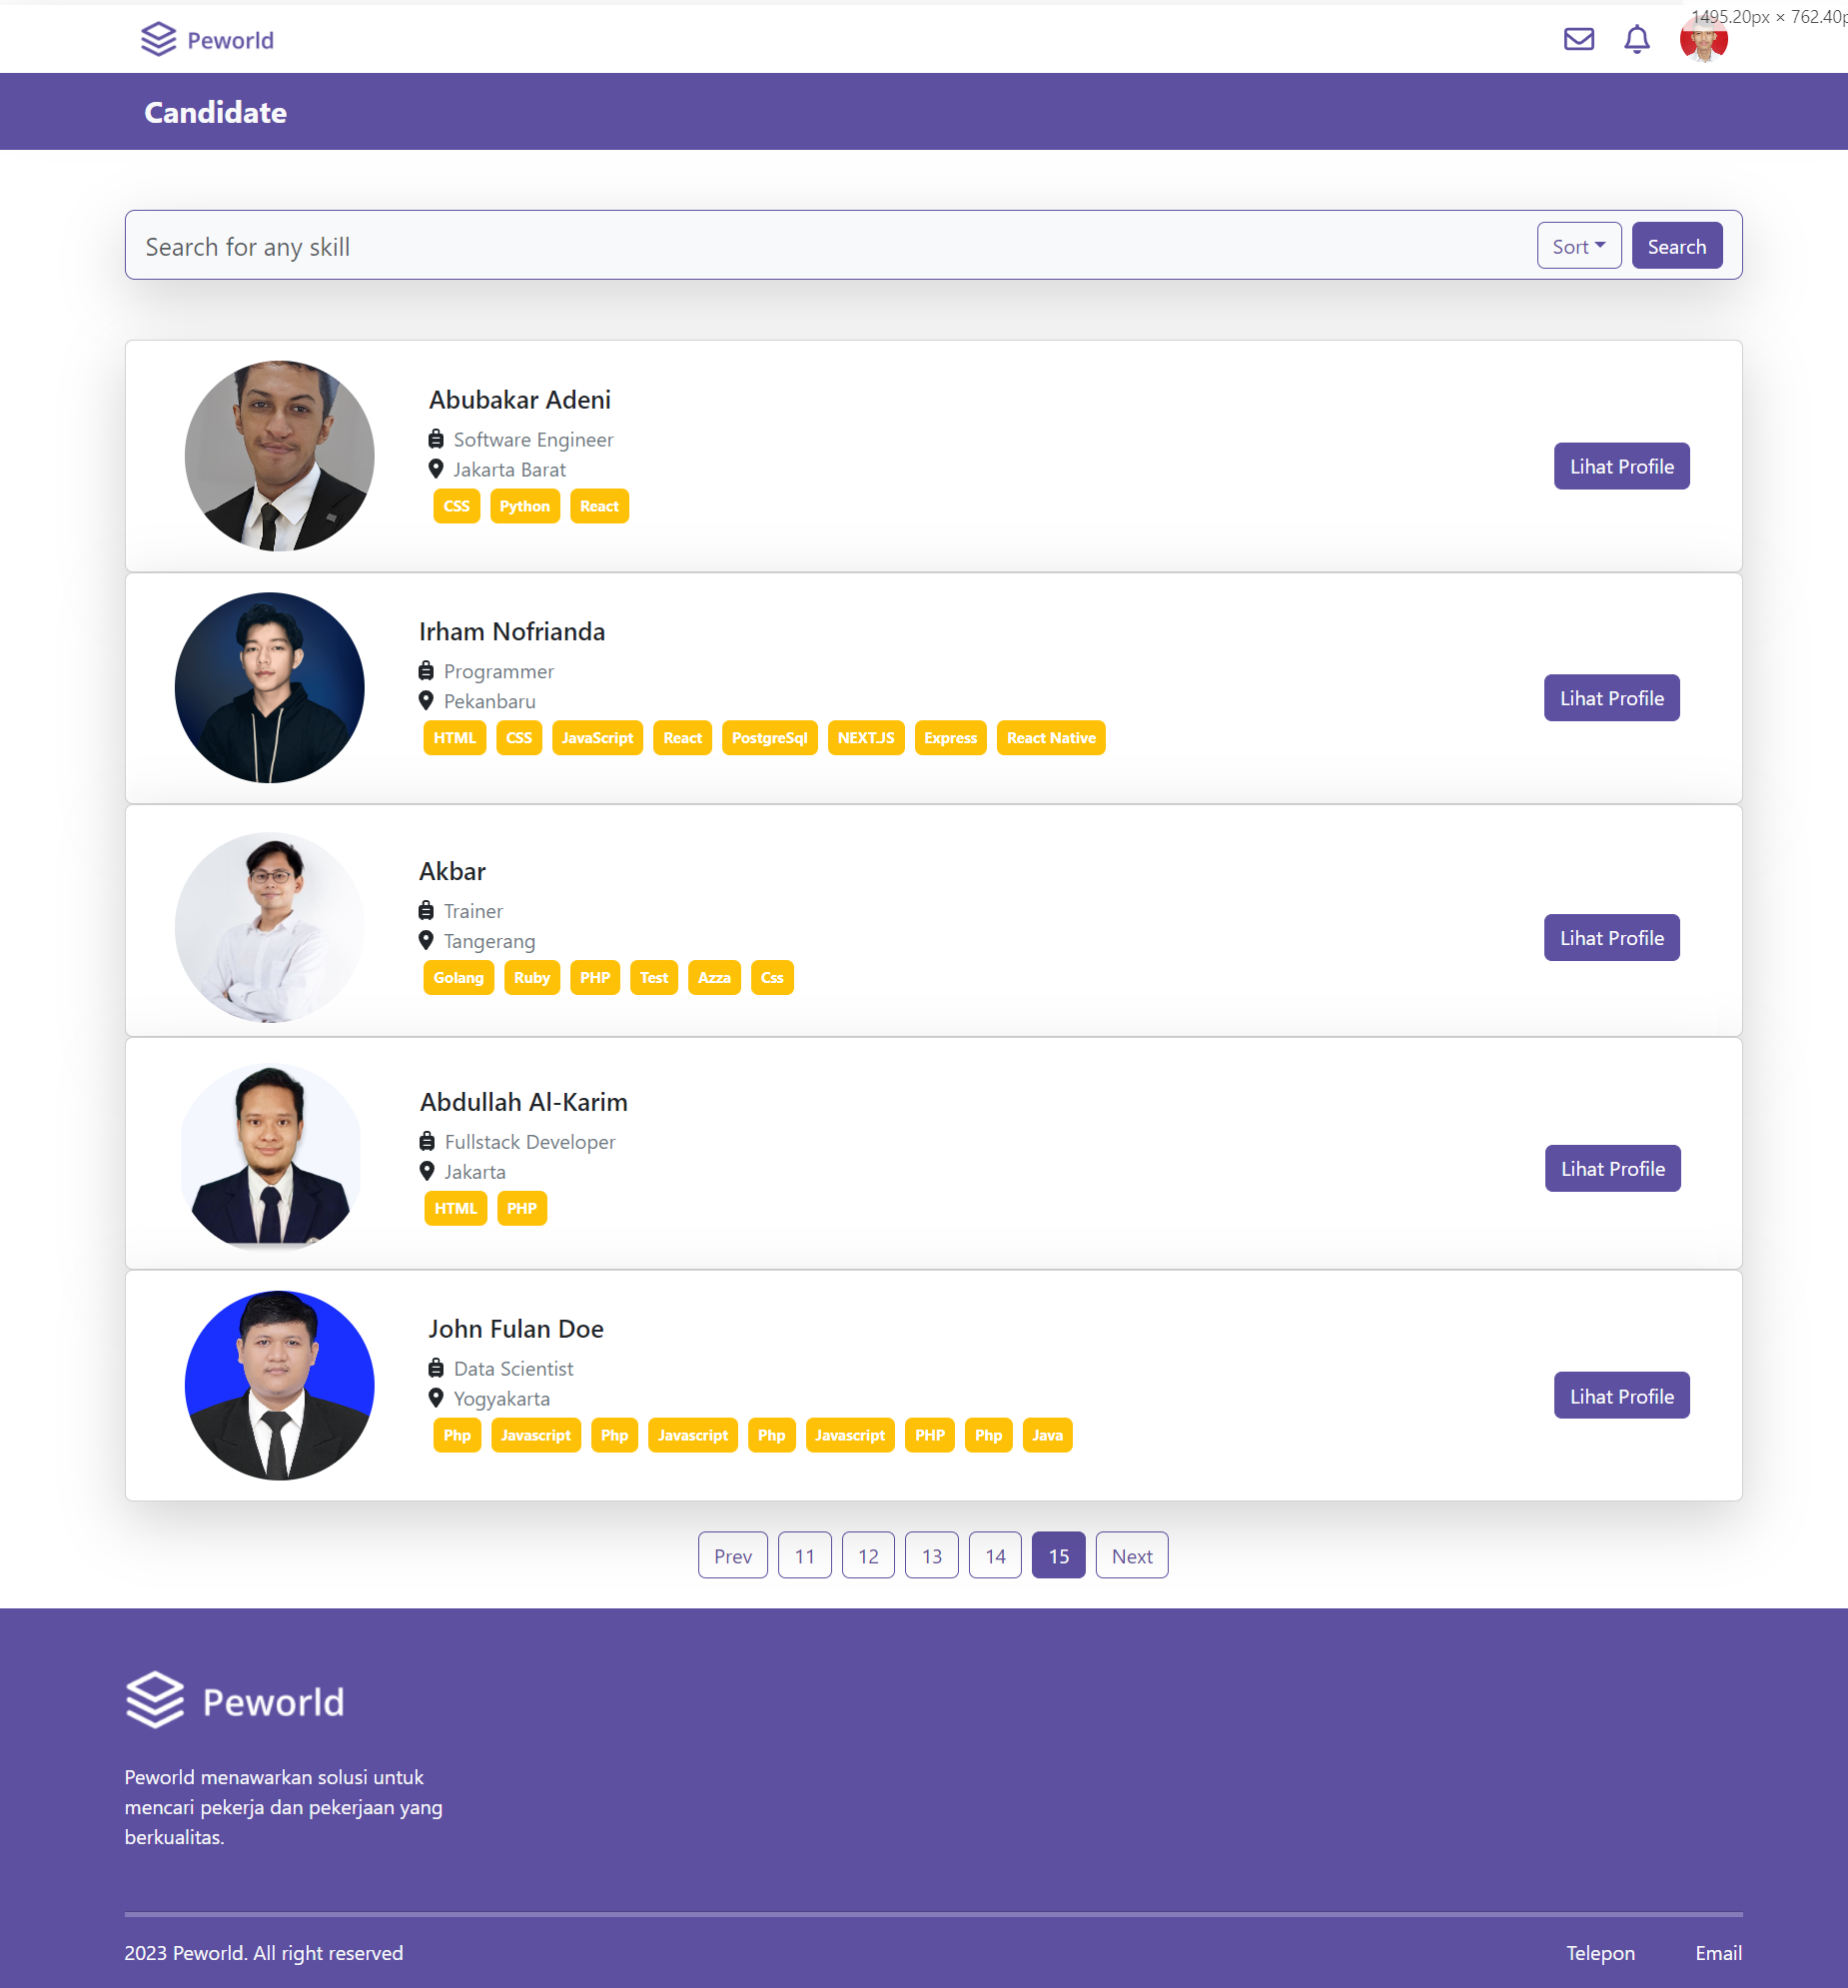 Peworld
1495.20px × 762.40p
Candidate
Search for any skill
Sort
Search
Abubakar Adeni
Software Engineer
Jakarta Barat
CSS Python React
Lihat Profile
Irham Nofrianda
Programmer
Pekanbaru
HTML CSS JavaScript React PostgreSql NEXT.JS Express React Native
Lihat Profile
Akbar
Trainer
Tangerang
Golang Ruby PHP Test Azza Css
Lihat Profile
Abdullah Al-Karim
Fullstack Developer
Jakarta
HTML PHP
Lihat Profile
John Fulan Doe
Data Scientist
Yogyakarta
Php Javascript Php Javascript Php Javascript PHP Php Java
Lihat Profile
Prev 11 12 13 14 15 Next
Peworld
Peworld menawarkan solusi untuk
mencari pekerja dan pekerjaan yang
berkualitas.
2023 Peworld. All right reserved
Telepon Email